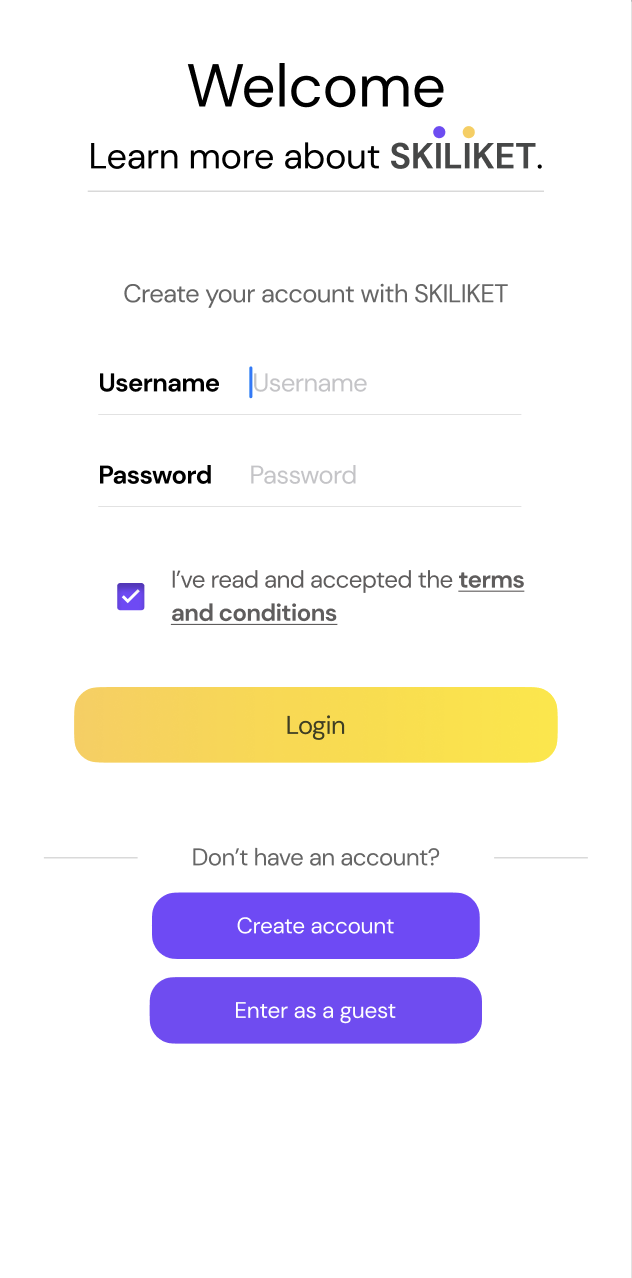 Welcome
Learn more about SKILIKET.
Create your account with SKILIKET
Username Username
Password Password
I’ve read and accepted the terms
and conditions
Login
Don’t have an account?
Create account
Enter as a guest